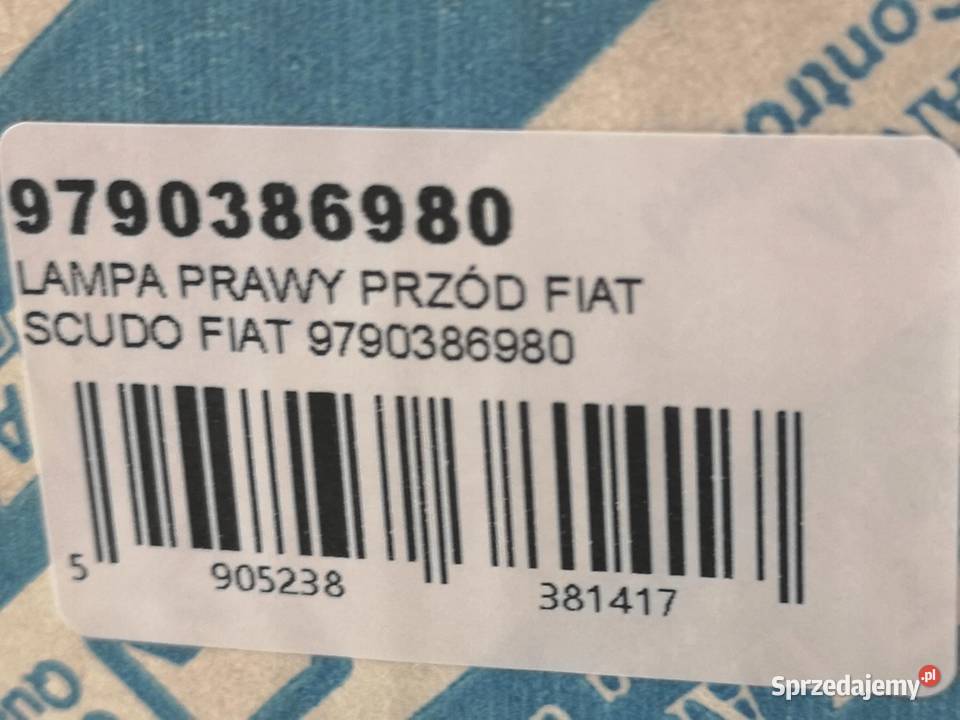 9790386980
LAMPA PRAWY PRZÓD FIAT
SCUDO FIAT 9790386980
5 905238 381417
Sprzedajemy.pl